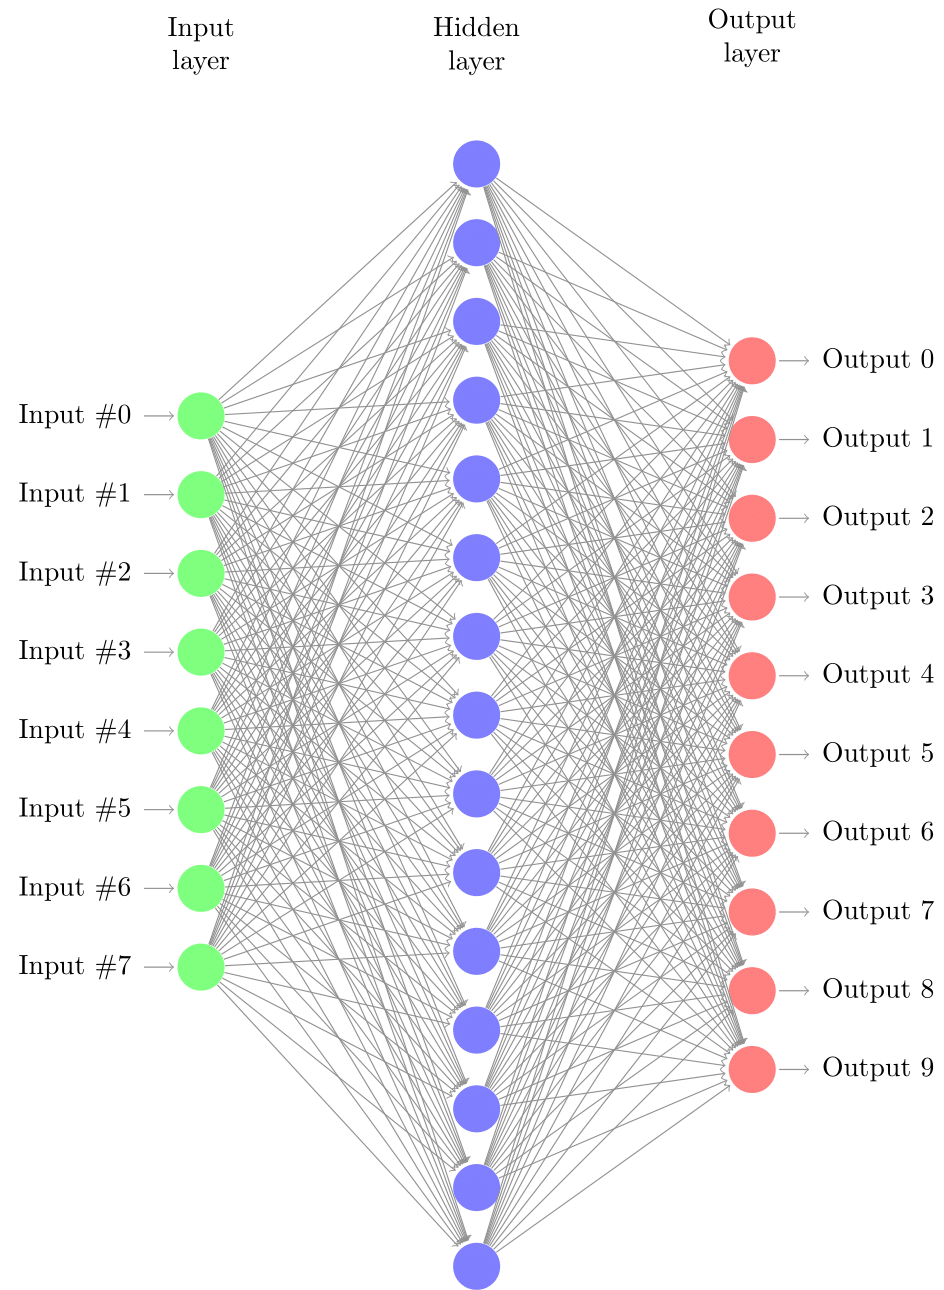 Input
layer
Hidden
layer
Output
layer
Input #0
Input #1
Input #2
Input #3
Input #4
Input #5
Input #6
Input #7
Output 0
Output 1
Output 2
Output 3
Output 4
Output 5
Output 6
Output 7
Output 8
Output 9